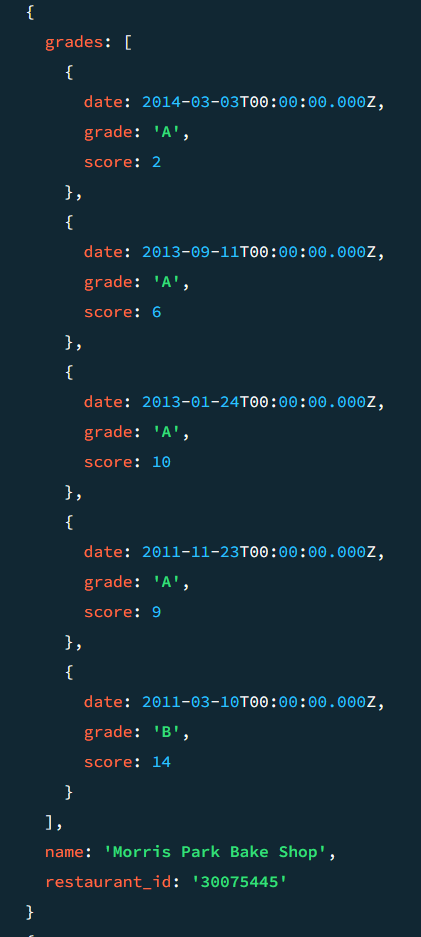 {
  grades: [
    {
      date: 2014-03-03T00:00:00.000Z,
      grade: 'A',
      score: 2
    },
    {
      date: 2013-09-11T00:00:00.000Z,
      grade: 'A',
      score: 6
    },
    {
      date: 2013-01-24T00:00:00.000Z,
      grade: 'A',
      score: 10
    },
    {
      date: 2011-11-23T00:00:00.000Z,
      grade: 'A',
      score: 9
    },
    {
      date: 2011-03-10T00:00:00.000Z,
      grade: 'B',
      score: 14
    }
  ],
  name: 'Morris Park Bake Shop',
  restaurant_id: '30075445'
}